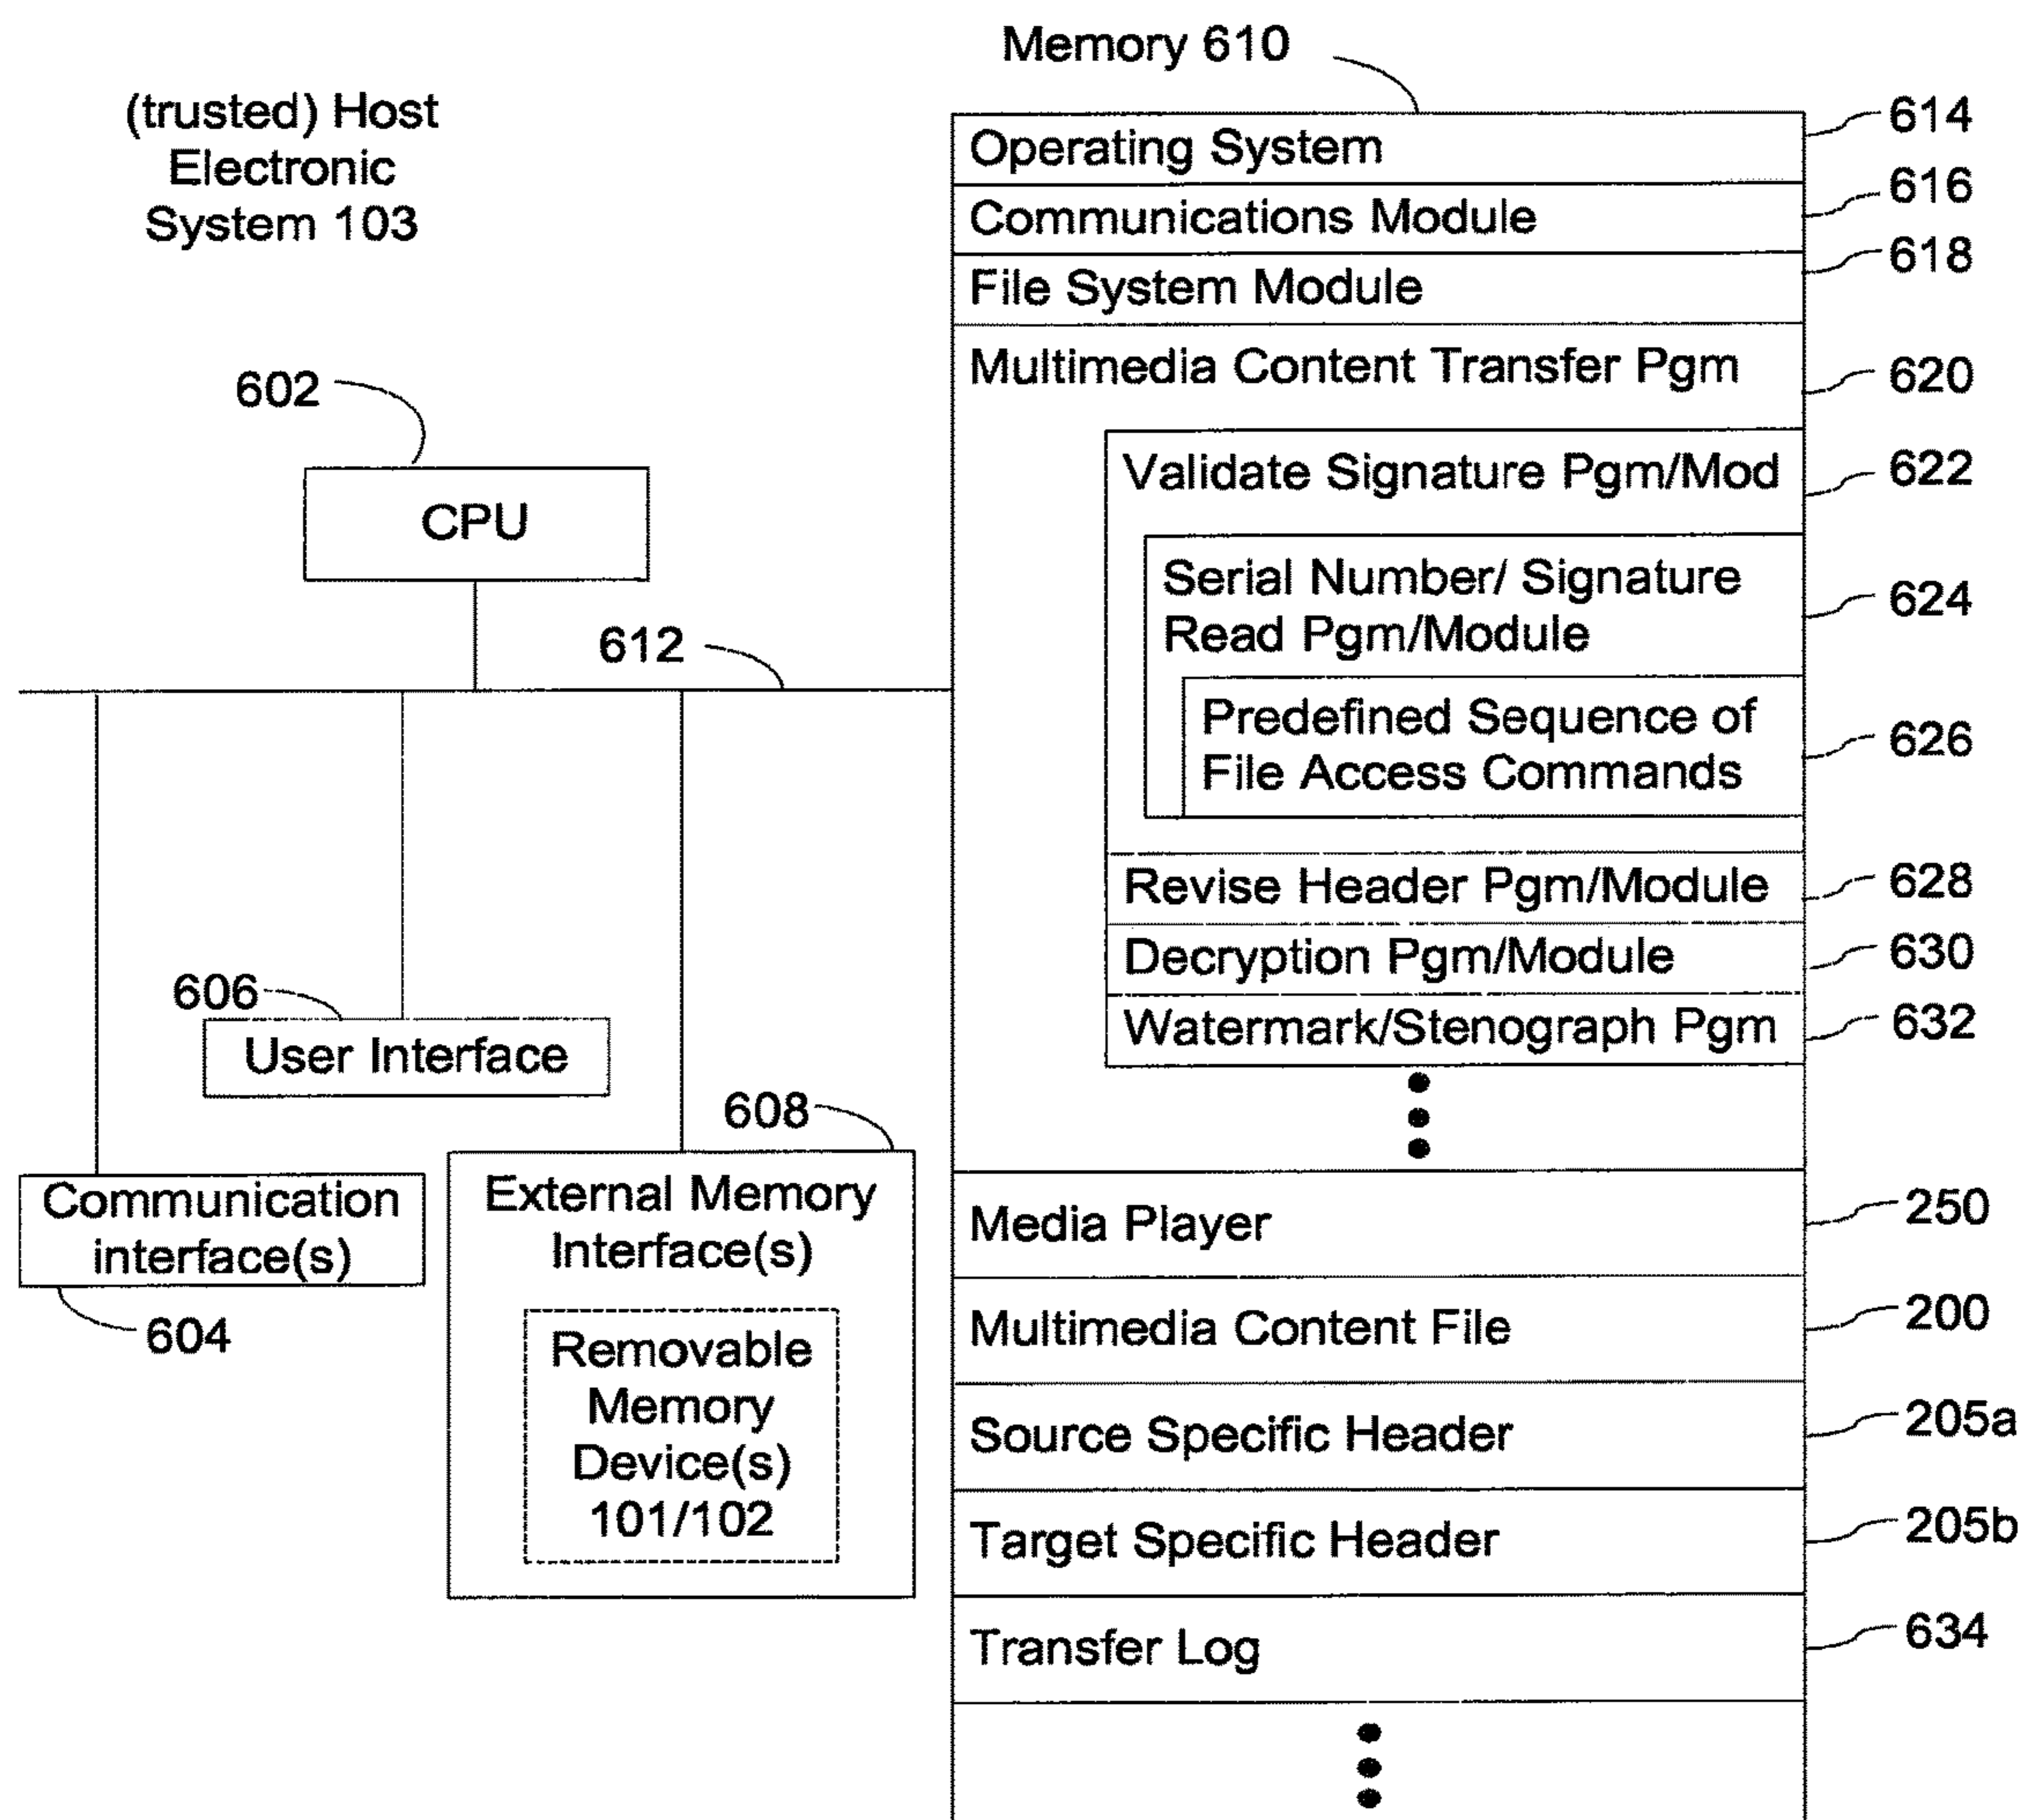 Memory 610
(trusted) Host
Electronic
System 103
Operating System
614
Communications Module
616
File System Module
618
Multimedia Content Transfer Pgm
620
Validate Signature Pgm/Mod
622
Serial Number/ Signature
Read Pgm/Module
624
Predefined Sequence of
File Access Commands
626
Revise Header Pgm/Module
628
Decryption Pgm/Module
630
Watermark/Stenograph Pgm
632
Media Player
250
Multimedia Content File
200
Source Specific Header
205a
Target Specific Header
205b
Transfer Log
634
602
CPU
612
606
User Interface
608
Communication
interface(s)
604
External Memory
Interface(s)
Removable
Memory
Device(s)
101/102